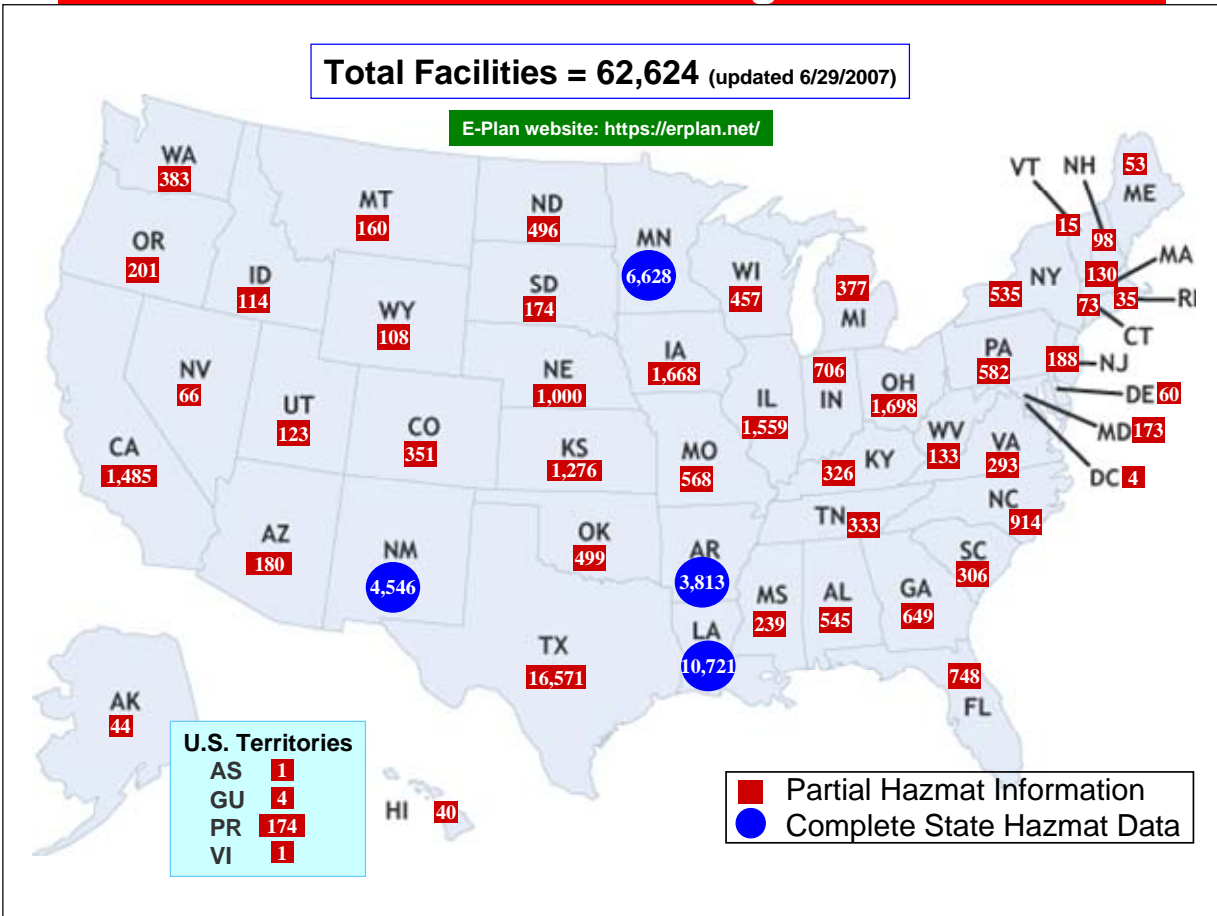 Total Facilities = 62,624 (updated 6/29/2007)
E-Plan website: https://erplan.net/
WA
383
OR
201
ID
114
MT
160
WY
108
NV
66
UT
123
CO
351
CA
1,485
AZ
180
NM
4,546
ND
496
SD
174
NE
1,000
KS
1,276
OK
499
TX
16,571
MN
6,628
IA
1,668
MO
568
AR
3,813
LA
10,721
WI
457
IL
1,559
377
MI
706
IN
OH
1,698
326 KY
TN 333
MS
239
AL
545
GA
649
748
FL
SC
306
NC
914
VA
293
WV
133
PA
582
535 NY
VT
15
NH
98
53
ME
130
MA
35
RI
73
CT
188 NJ
DE 60
MD 173
DC 4
AK
44
HI 40
U.S. Territories
AS 1
GU 4
PR 174
VI 1
Partial Hazmat Information
Complete State Hazmat Data